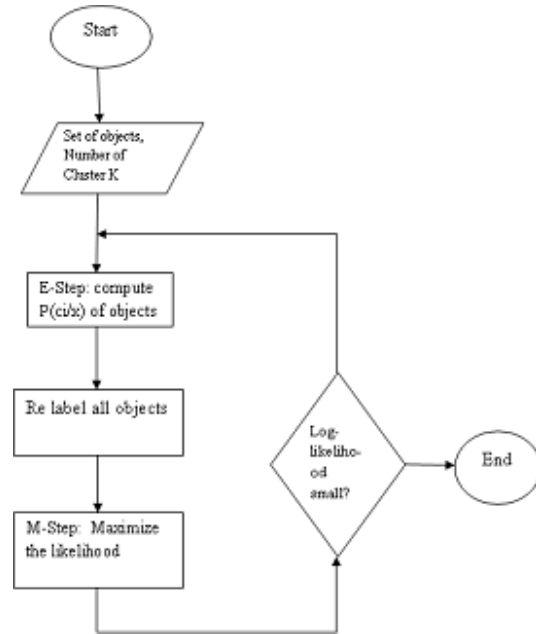 Start
Set of objects,
Number of
Cluster K
E-Step: compute
P(ci/x) of objects
Re label all objects
M-Step: Maximize
the likelihood
Log-
likeliho-
od
small?
End